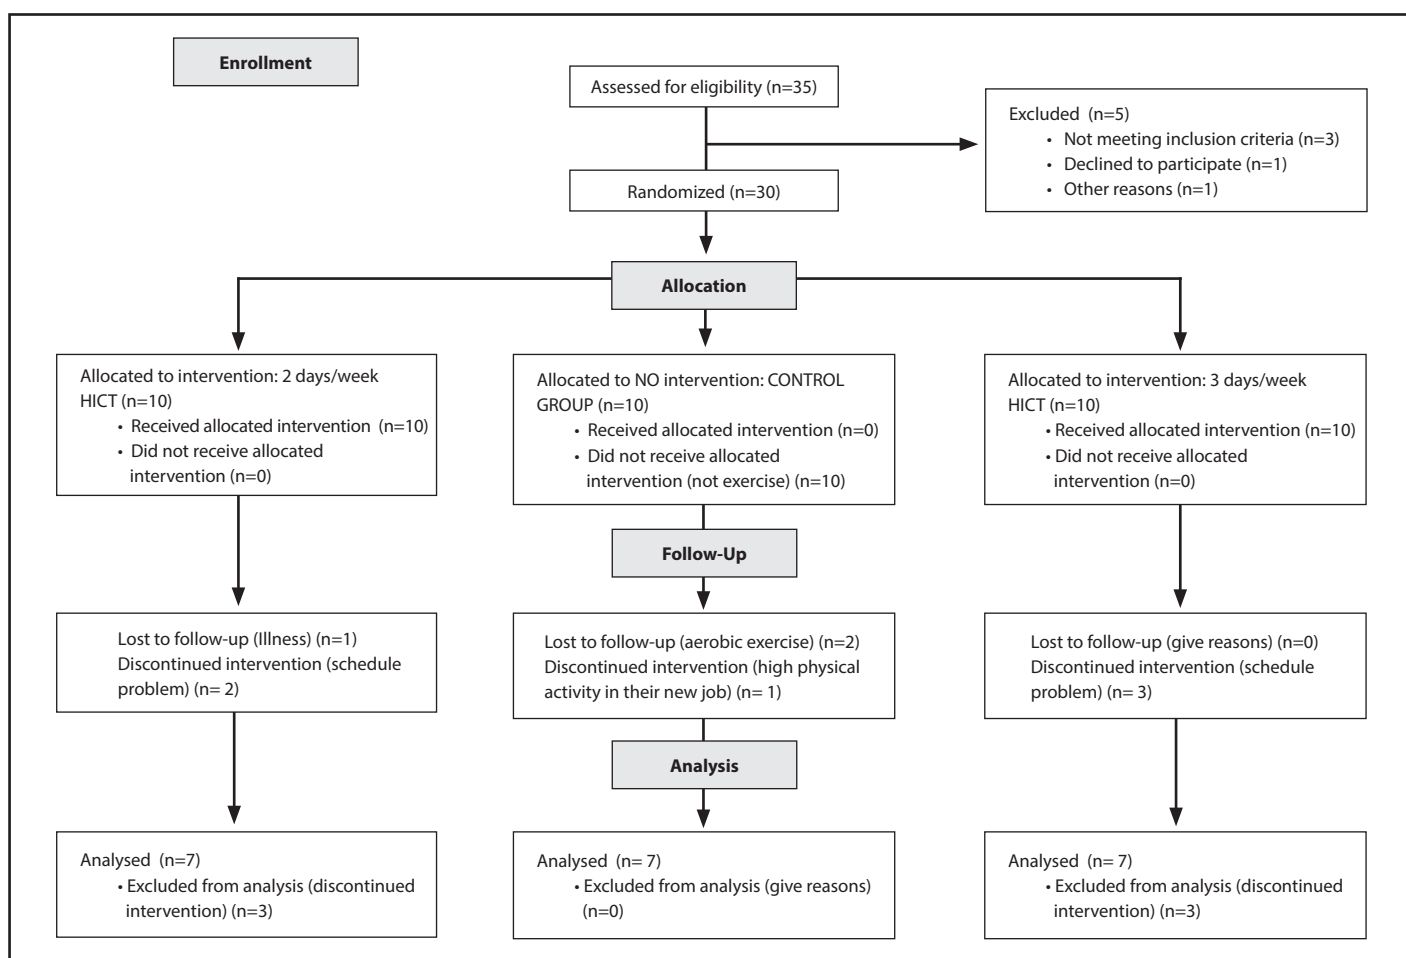 Enrollment
Assessed for eligibility (n=35)
Excluded (n=5)
• Not meeting inclusion criteria (n=3)
• Declined to participate (n=1)
• Other reasons (n=1)
Randomized (n=30)
Allocation
Allocated to intervention: 2 days/week
HICT (n=10)
• Received allocated intervention (n=10)
• Did not receive allocated
intervention (n=0)
Allocated to NO intervention: CONTROL
GROUP (n=10)
• Received allocated intervention (n=0)
• Did not receive allocated
intervention (not exercise) (n=10)
Allocated to intervention: 3 days/week
HICT (n=10)
• Received allocated intervention (n=10)
• Did not receive allocated
intervention (n=0)
Follow-Up
Lost to follow-up (Illness) (n=1)
Discontinued intervention (schedule
problem) (n= 2)
Lost to follow-up (aerobic exercise) (n=2)
Discontinued intervention (high physical
activity in their new job) (n= 1)
Lost to follow-up (give reasons) (n=0)
Discontinued intervention (schedule
problem) (n= 3)
Analysis
Analysed (n=7)
• Excluded from analysis (discontinued
intervention) (n=3)
Analysed (n= 7)
• Excluded from analysis (give reasons)
(n=0)
Analysed (n= 7)
• Excluded from analysis (discontinued
intervention) (n=3)